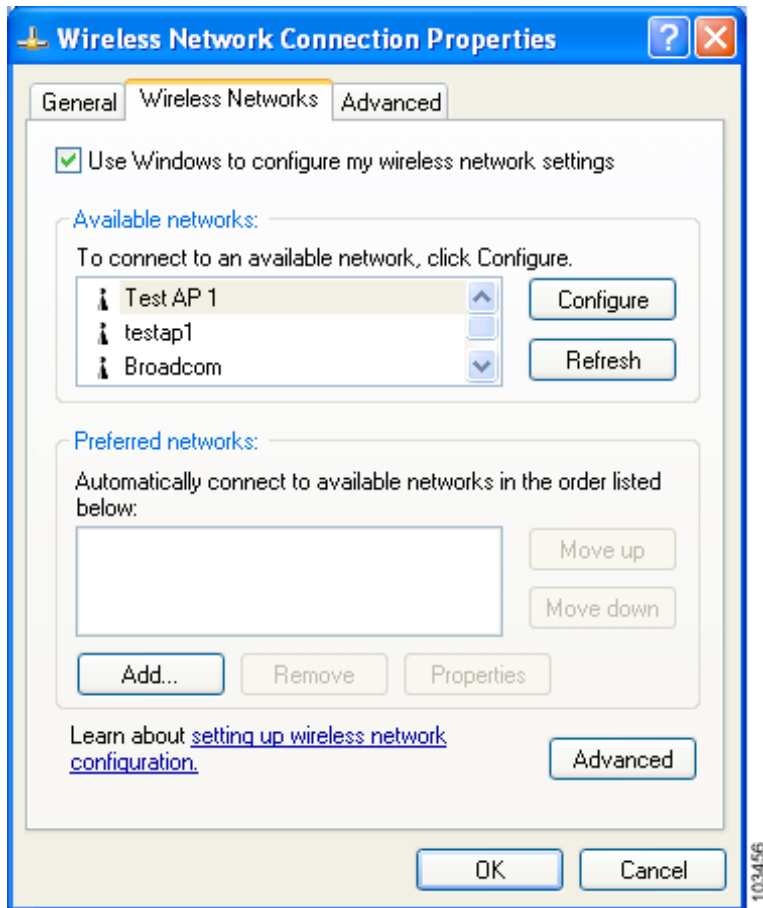 Wireless Network Connection Properties
General
Wireless Networks
Advanced
Use Windows to configure my wireless network settings
Available networks:
To connect to an available network, click Configure.
Test AP 1
testap1
Broadcom
Configure
Refresh
Preferred networks:
Automatically connect to available networks in the order listed
below:
Move up
Move down
Add...
Remove
Properties
Learn about setting up wireless network
configuration.
Advanced
OK
Cancel
103456